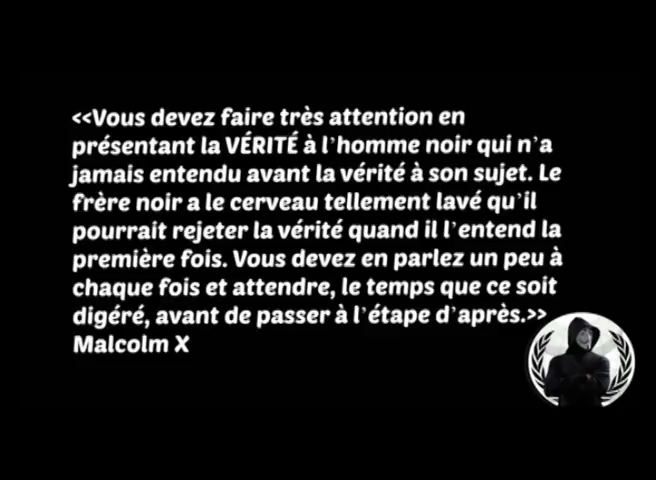 <<Vous devez faire très attention en
présentant la VÉRITÉ à l'homme noir qui n'a
jamais entendu avant la vérité à son sujet. Le
frère noir a le cerveau tellement lavé qu'il
pourrait rejeter la vérité quand il l'entend la
première fois. Vous devez en parlez un peu à
chaque fois et attendre, le temps que ce soit
digéré, avant de passer à l'étape d'après.>>
Malcolm X